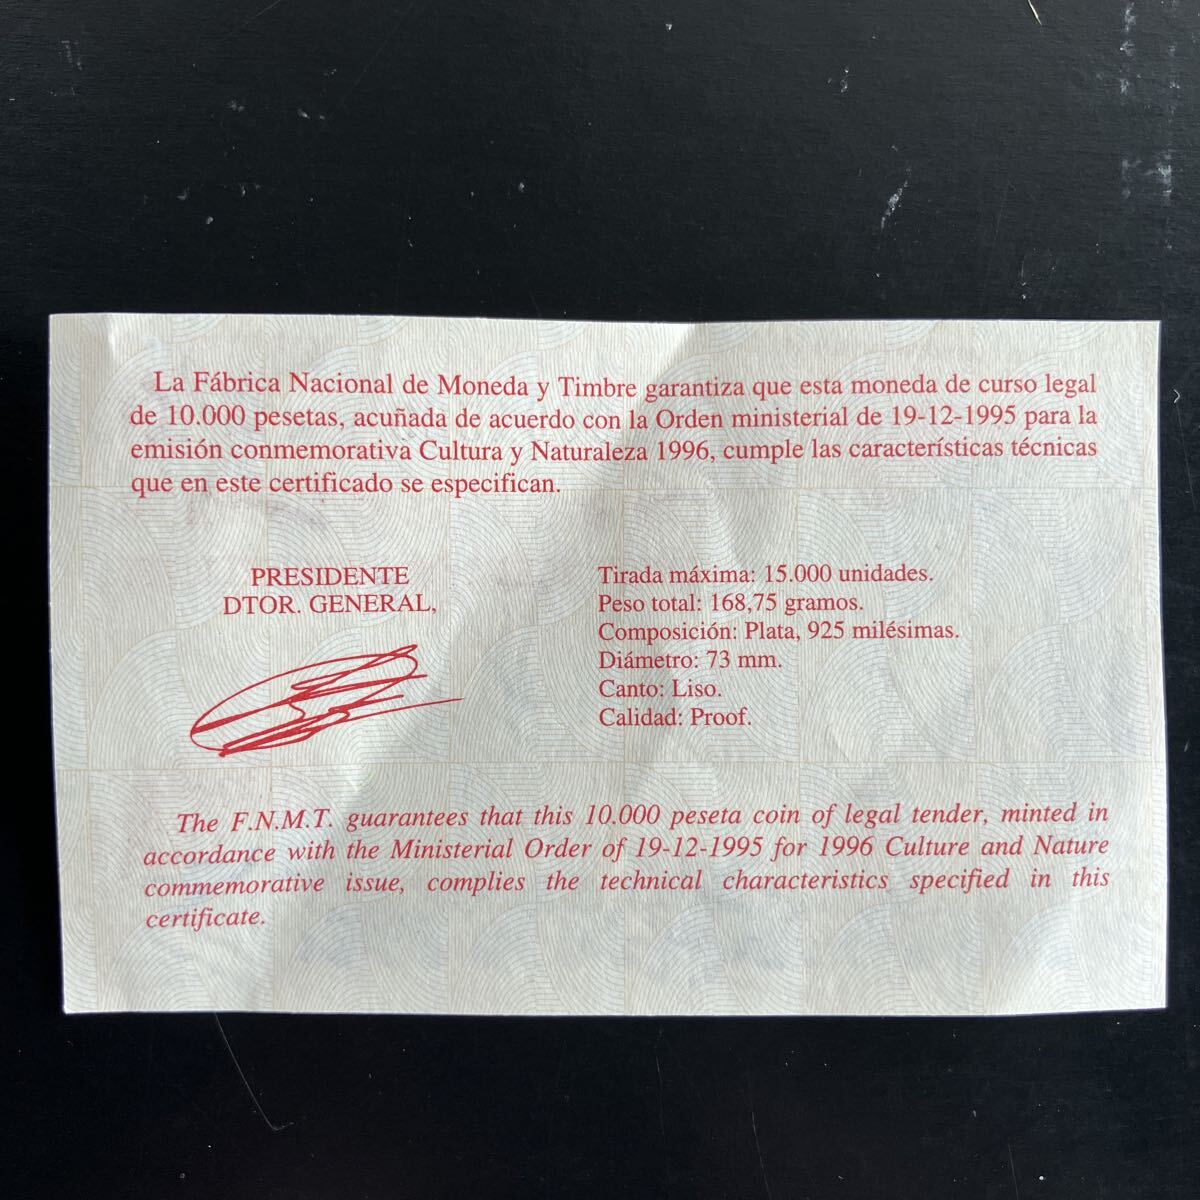 La Fábrica Nacional de Moneda y Timbre garantiza que esta moneda de curso legal
de 10.000 pesetas, acuñada de acuerdo con la Orden ministerial de 19-12-1995 para la
emisión conmemorativa Cultura y Naturaleza 1996, cumple las características técnicas
que en este certificado se especifican.
PRESIDENTE
DTOR. GENERAL,
Tirada máxima: 15.000 unidades.
Peso total: 168,75 gramos.
Composición: Plata, 925 milésimas.
Diámetro: 73 mm.
Canto: Liso.
Calidad: Proof.
The F.N.M.T. guarantees that this 10.000 peseta coin of legal tender, minted in
accordance with the Ministerial Order of 19-12-1995 for 1996 Culture and Nature
commemorative issue, complies the technical characteristics specified in this
certificate.